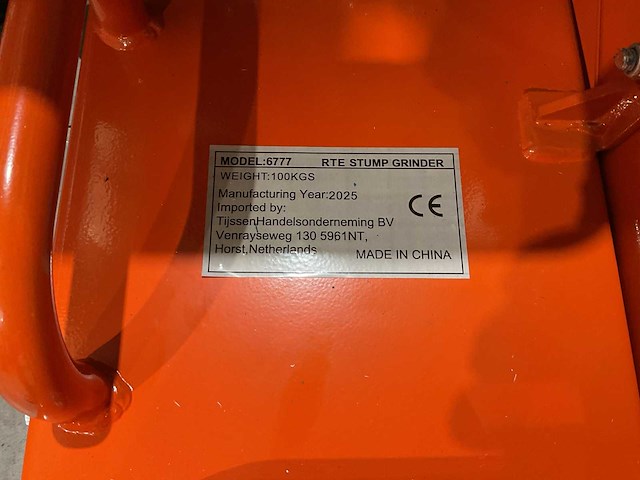 MODEL:6777 RTE STUMP GRINDER
WEIGHT:100KGS
Manufacturing Year:2025
Imported by:
TijssenHandelsonderneming BV
Venrayseweg 130 5961NT,
Horst,Netherlands
CE
MADE IN CHINA